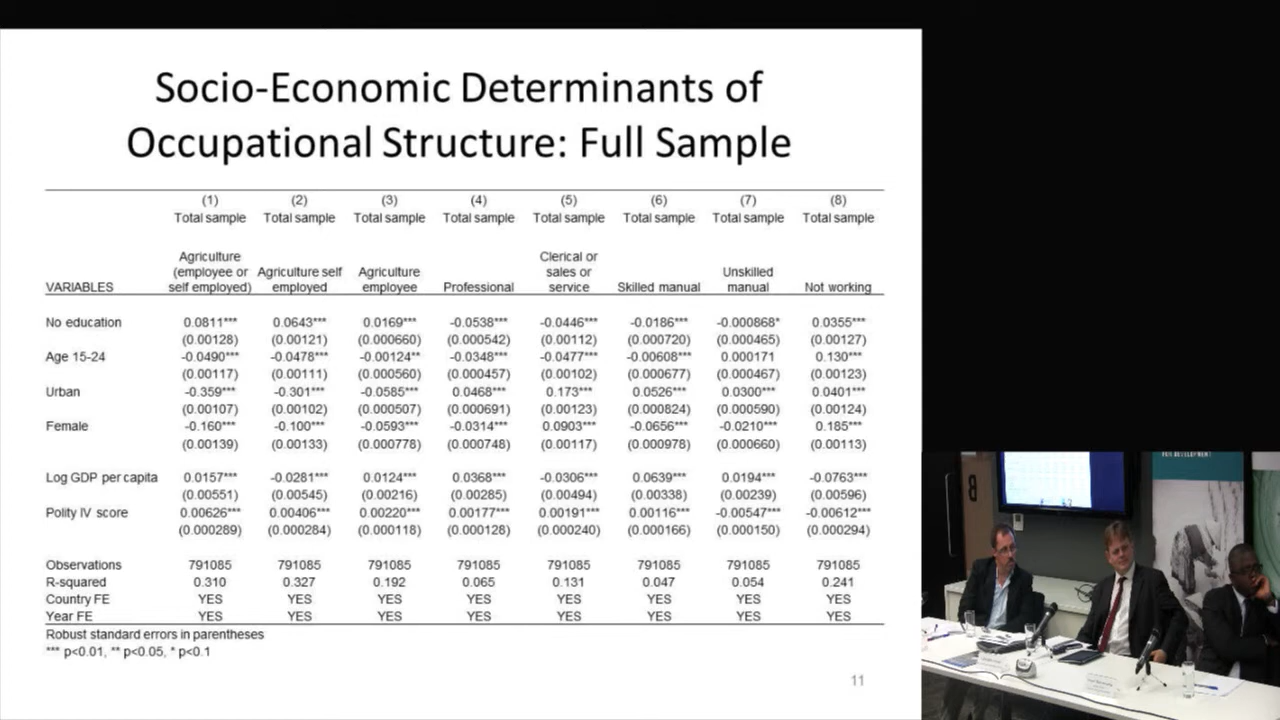 Socio-Economic Determinants of
Occupational Structure: Full Sample
(1) (2) (3) (4) (5) (6) (7) (8)
Total sample Total sample Total sample Total sample Total sample Total sample Total sample Total sample
Agriculture Clerical or
(employee or Agriculture self Agriculture sales or Unskilled
VARIABLES self employed) employed employee Professional service Skilled manual manual Not working
No education 0.0811*** 0.0643*** 0.0169*** -0.0538*** -0.0446*** -0.0186*** -0.000868* 0.0355***
(0.00128) (0.00121) (0.000660) (0.000542) (0.00112) (0.000720) (0.000465) (0.00127)
Age 15-24 -0.0490*** -0.0478*** -0.00124** -0.0348*** -0.0477*** -0.00608*** 0.000171 0.130***
(0.00117) (0.00111) (0.000560) (0.000457) (0.00102) (0.000677) (0.000467) (0.00123)
Urban -0.359*** -0.301*** -0.0585*** 0.0468*** 0.173*** 0.0526*** 0.0300*** 0.0401***
(0.00107) (0.00102) (0.000507) (0.000691) (0.00123) (0.000824) (0.000590) (0.00124)
Female -0.160*** -0.100*** -0.0593*** -0.0314*** 0.0903*** -0.0656*** -0.0210*** 0.185***
(0.00139) (0.00133) (0.000778) (0.000748) (0.00117) (0.000978) (0.000660) (0.00113)
Log GDP per capita 0.0157*** -0.0281*** 0.0124*** 0.0368*** -0.0306*** 0.0639*** 0.0194*** -0.0763***
(0.00551) (0.00545) (0.00216) (0.00285) (0.00494) (0.00338) (0.00239) (0.00596)
Polity IV score 0.00626*** 0.00406*** 0.00220*** 0.00177*** 0.00191*** 0.00116*** -0.00547*** -0.00612***
(0.000289) (0.000284) (0.000118) (0.000128) (0.000240) (0.000166) (0.000150) (0.000294)
Observations 791085 791085 791085 791085 791085 791085 791085 791085
R-squared 0.310 0.327 0.192 0.065 0.131 0.047 0.054 0.241
Country FE YES YES YES YES YES YES YES YES
Year FE YES YES YES YES YES YES YES YES
Robust standard errors in parentheses
*** p<0.01, ** p<0.05, * p<0.1
11
FOR DEVELOPMENT